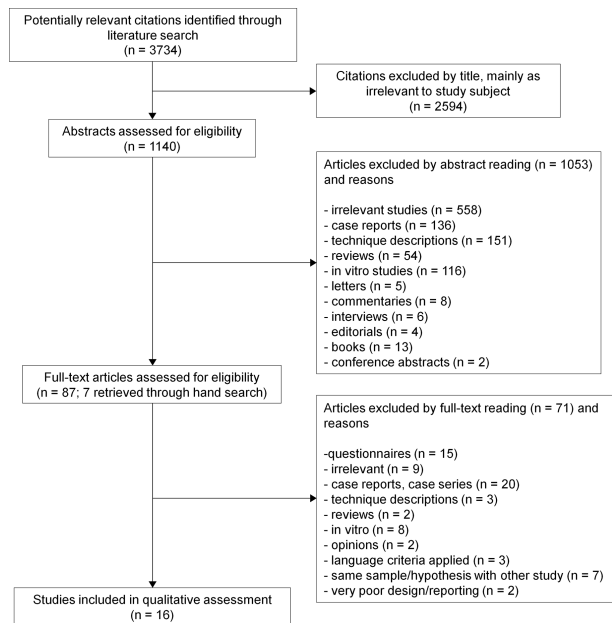 Potentially relevant citations identified through
literature search
(n = 3734)
Citations excluded by title, mainly as
irrelevant to study subject
(n = 2594)
Abstracts assessed for eligibility
(n = 1140)
Articles excluded by abstract reading (n = 1053)
and reasons
- irrelevant studies (n = 558)
- case reports (n = 136)
- technique descriptions (n = 151)
- reviews (n = 54)
- in vitro studies (n = 116)
- letters (n = 5)
- commentaries (n = 8)
- interviews (n = 6)
- editorials (n = 4)
- books (n = 13)
- conference abstracts (n = 2)
Full-text articles assessed for eligibility
(n = 87; 7 retrieved through hand search)
Articles excluded by full-text reading (n = 71) and
reasons
-questionnaires (n = 15)
- irrelevant (n = 9)
- case reports, case series (n = 20)
- technique descriptions (n = 3)
- reviews (n = 2)
- in vitro (n = 8)
- opinions (n = 2)
- language criteria applied (n = 3)
- same sample/hypothesis with other study (n = 7)
- very poor design/reporting (n = 2)
Studies included in qualitative assessment
(n = 16)